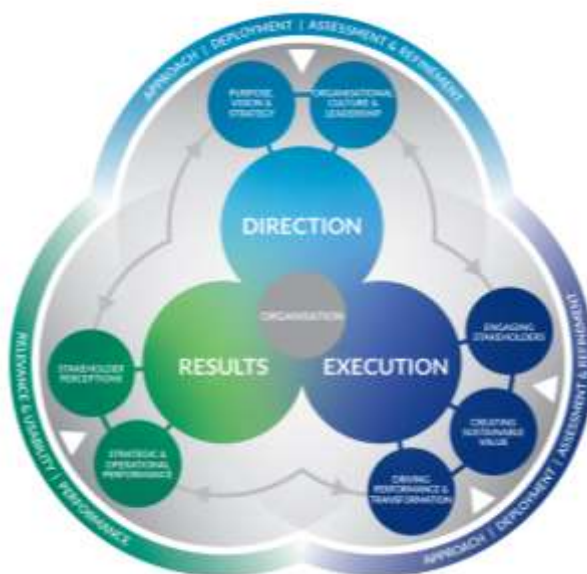 APPROACH | DEPLOYMENT | ASSESSMENT & REFINEMENT
PURPOSE,
VISION &
STRATEGY
ORGANISATIONAL
CULTURE &
LEADERSHIP
DIRECTION
ORGANISATION
RESULTS
EXECUTION
STAKEHOLDER
PERCEPTIONS
STRATEGIC &
OPERATIONAL
PERFORMANCE
ENGAGING
STAKEHOLDERS
CREATING
SUSTAINABLE
VALUE
DRIVING
PERFORMANCE &
TRANSFORMATION
RELEVANCE & USABILITY | PERFORMANCE
APPROACH | DEPLOYMENT | ASSESSMENT & REFINEMENT